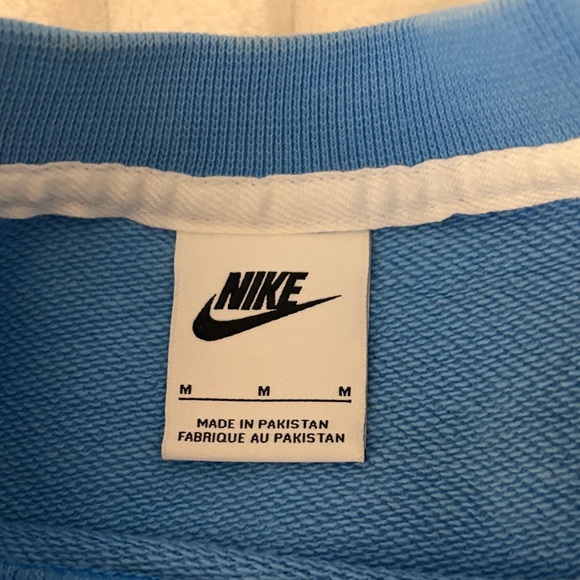 NIKE
M M M
MADE IN PAKISTAN
FABRIQUE AU PAKISTAN